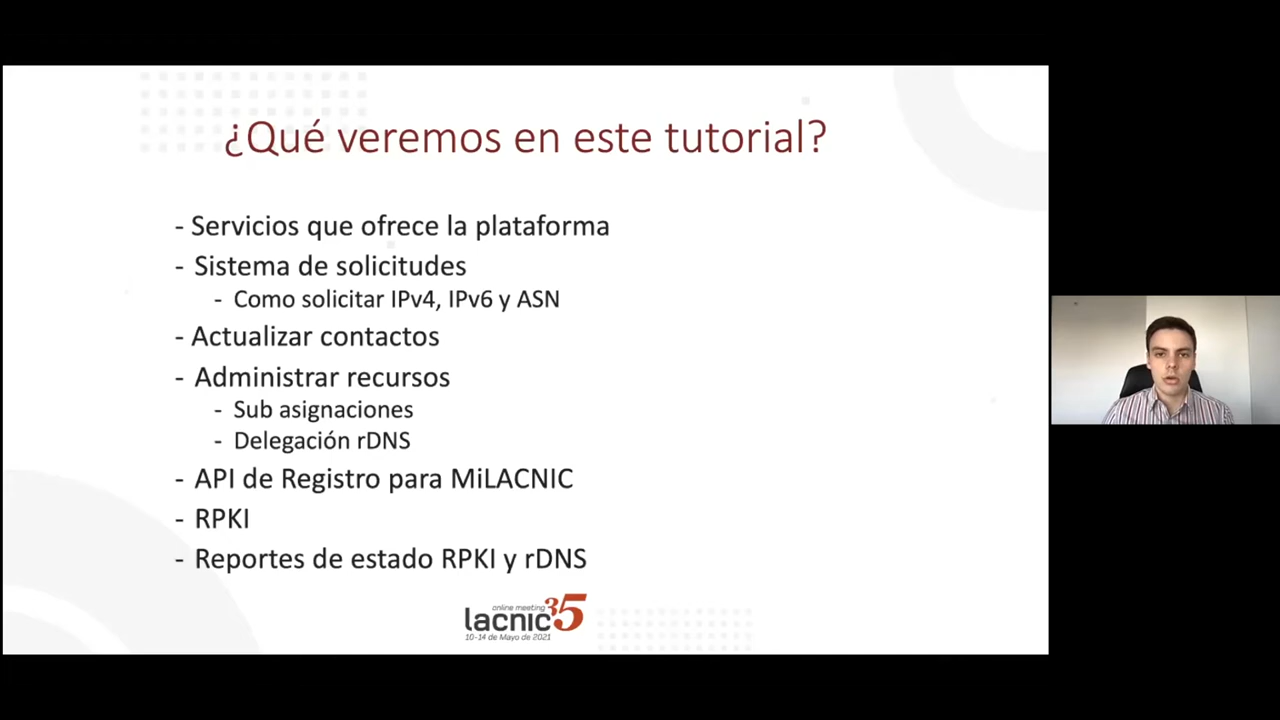 ¿Qué veremos en este tutorial?
- Servicios que ofrece la plataforma
- Sistema de solicitudes
- Como solicitar IPv4, IPv6 y ASN
- Actualizar contactos
- Administrar recursos
- Sub asignaciones
- Delegación rDNS
- API de Registro para MiLACNIC
- RPKI
- Reportes de estado RPKI y rDNS
online meeting
lacnic 35
10-14 de Mayo de 2021